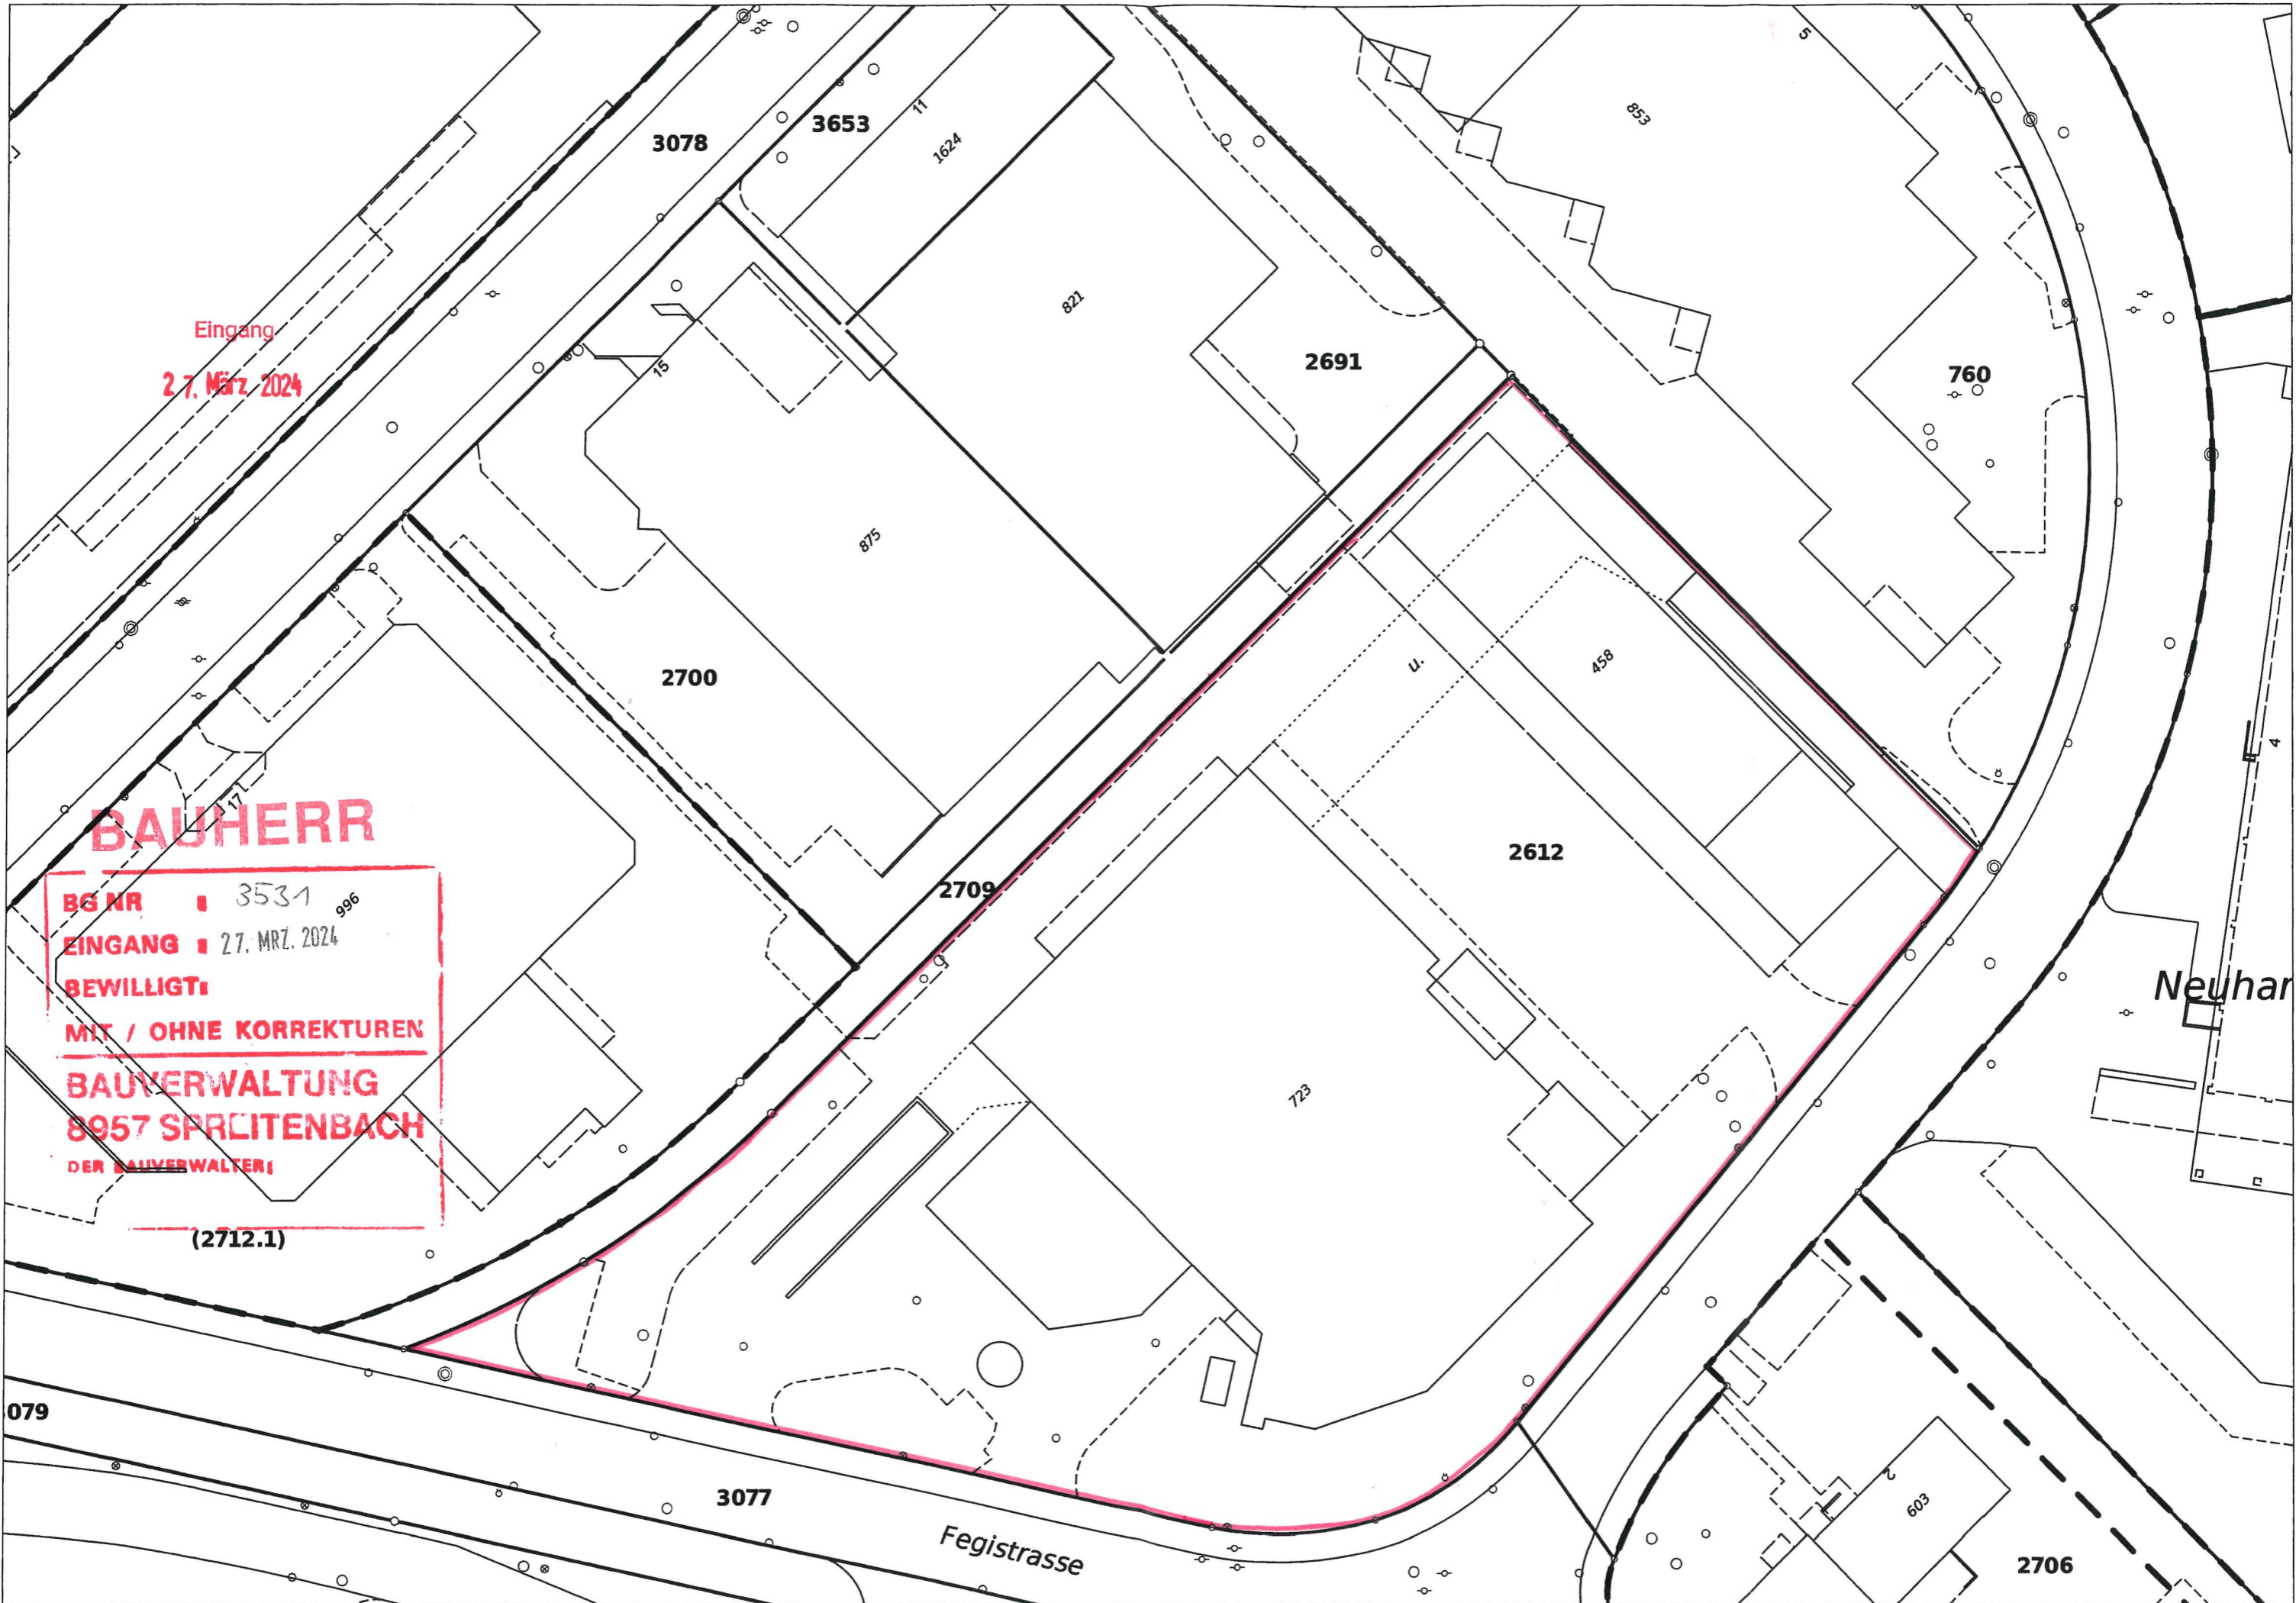 5
3078
3653
11
1624
853
821
Eingang
27. März 2024
15
2691
760
875
2700
u.
458
4
17
2612
2709
BAUHERR
BG NR : 3531
996
EINGANG : 27. MRZ. 2024
BEWILLIGT:
MIT / OHNE KORREKTUREN
BAUVERWALTUNG
8957 SPREITENBACH
DER BAUVERWALTER:
Neuhar
723
(2712.1)
079
3077
Fegistrasse
2
603
2706